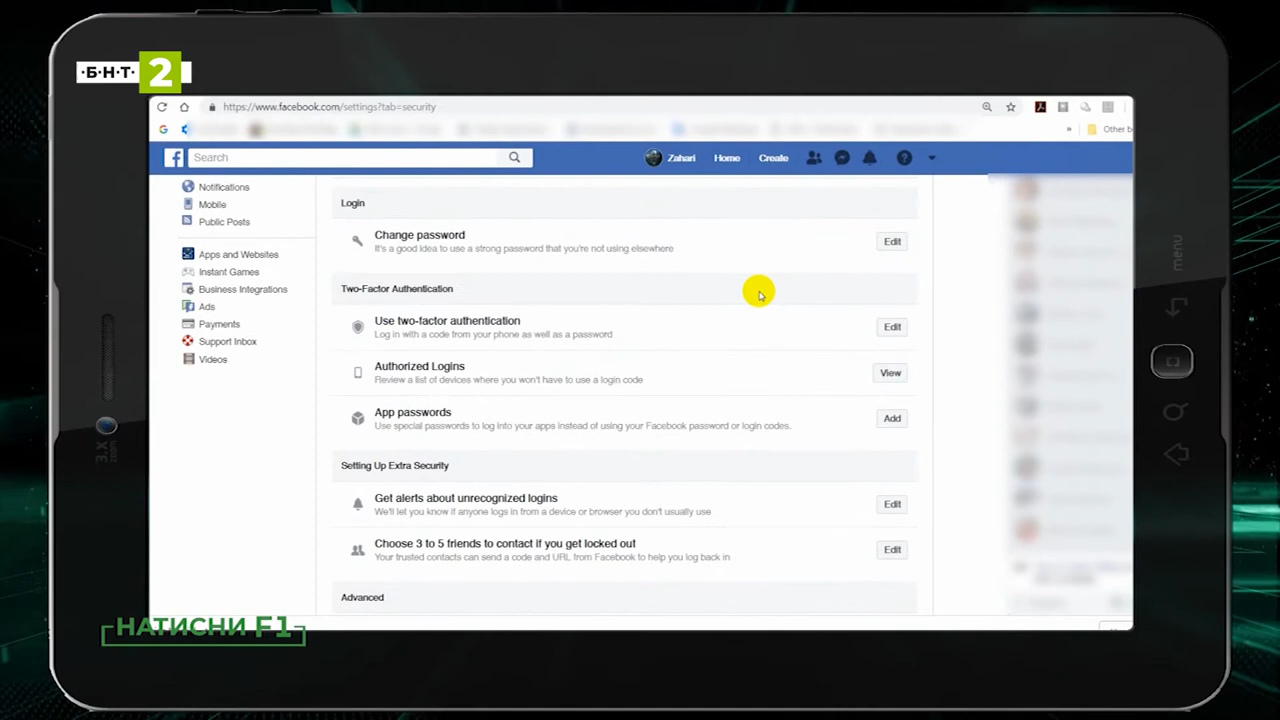 ·Б·Н·Т· 2
https://www.facebook.com/settings?tab=security
Other b
Search
Zahari
Home
Create
Notifications
Mobile
Public Posts
Apps and Websites
Instant Games
Business Integrations
Ads
Payments
Support Inbox
Videos
Login
Change password
It's a good idea to use a strong password that you're not using elsewhere
Edit
Two-Factor Authentication
Use two-factor authentication
Log in with a code from your phone as well as a password
Edit
Authorized Logins
Review a list of devices where you won't have to use a login code
View
App passwords
Use special passwords to log into your apps instead of using your Facebook password or login codes.
Add
Setting Up Extra Security
Get alerts about unrecognized logins
We'll let you know if anyone logs in from a device or browser you don't usually use
Edit
Choose 3 to 5 friends to contact if you get locked out
Your trusted contacts can send a code and URL from Facebook to help you log back in
Edit
Advanced
menu
3.x
zoom
НАТИСНИ F1